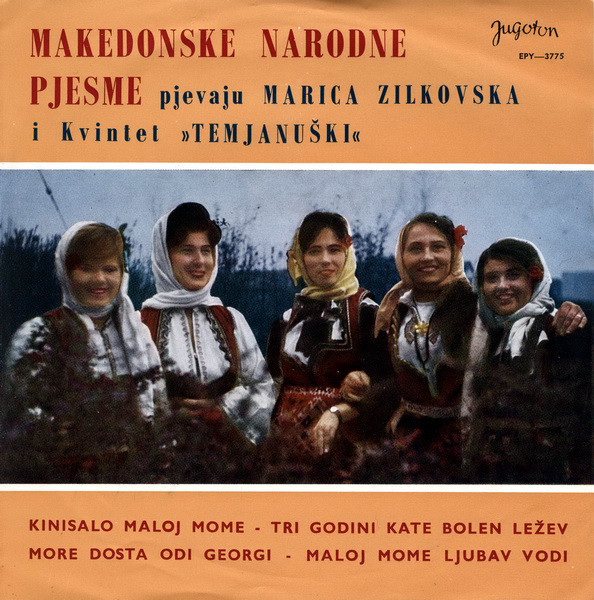 Jugoton
EPY—3775
MAKEDONSKE NARODNE
PJESME pjevaju MARICA ZILKOVSKA
i Kvintet »TEMJANUŠKI«
KINISALO MALOJ MOME - TRI GODINI KATE BOLEN LEŽEV
MORE DOSTA ODI GEORGI - MALOJ MOME LJUBAV VODI